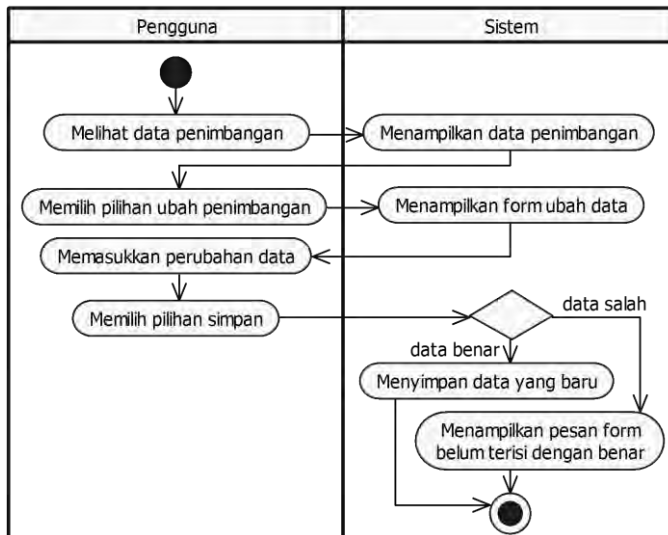 Pengguna
Sistem
Melihat data penimbangan
Menampilkan data penimbangan
Memilih pilihan ubah penimbangan
Menampilkan form ubah data
Memasukkan perubahan data
Memilih pilihan simpan
data salah
data benar
Menyimpan data yang baru
Menampilkan pesan form
belum terisi dengan benar